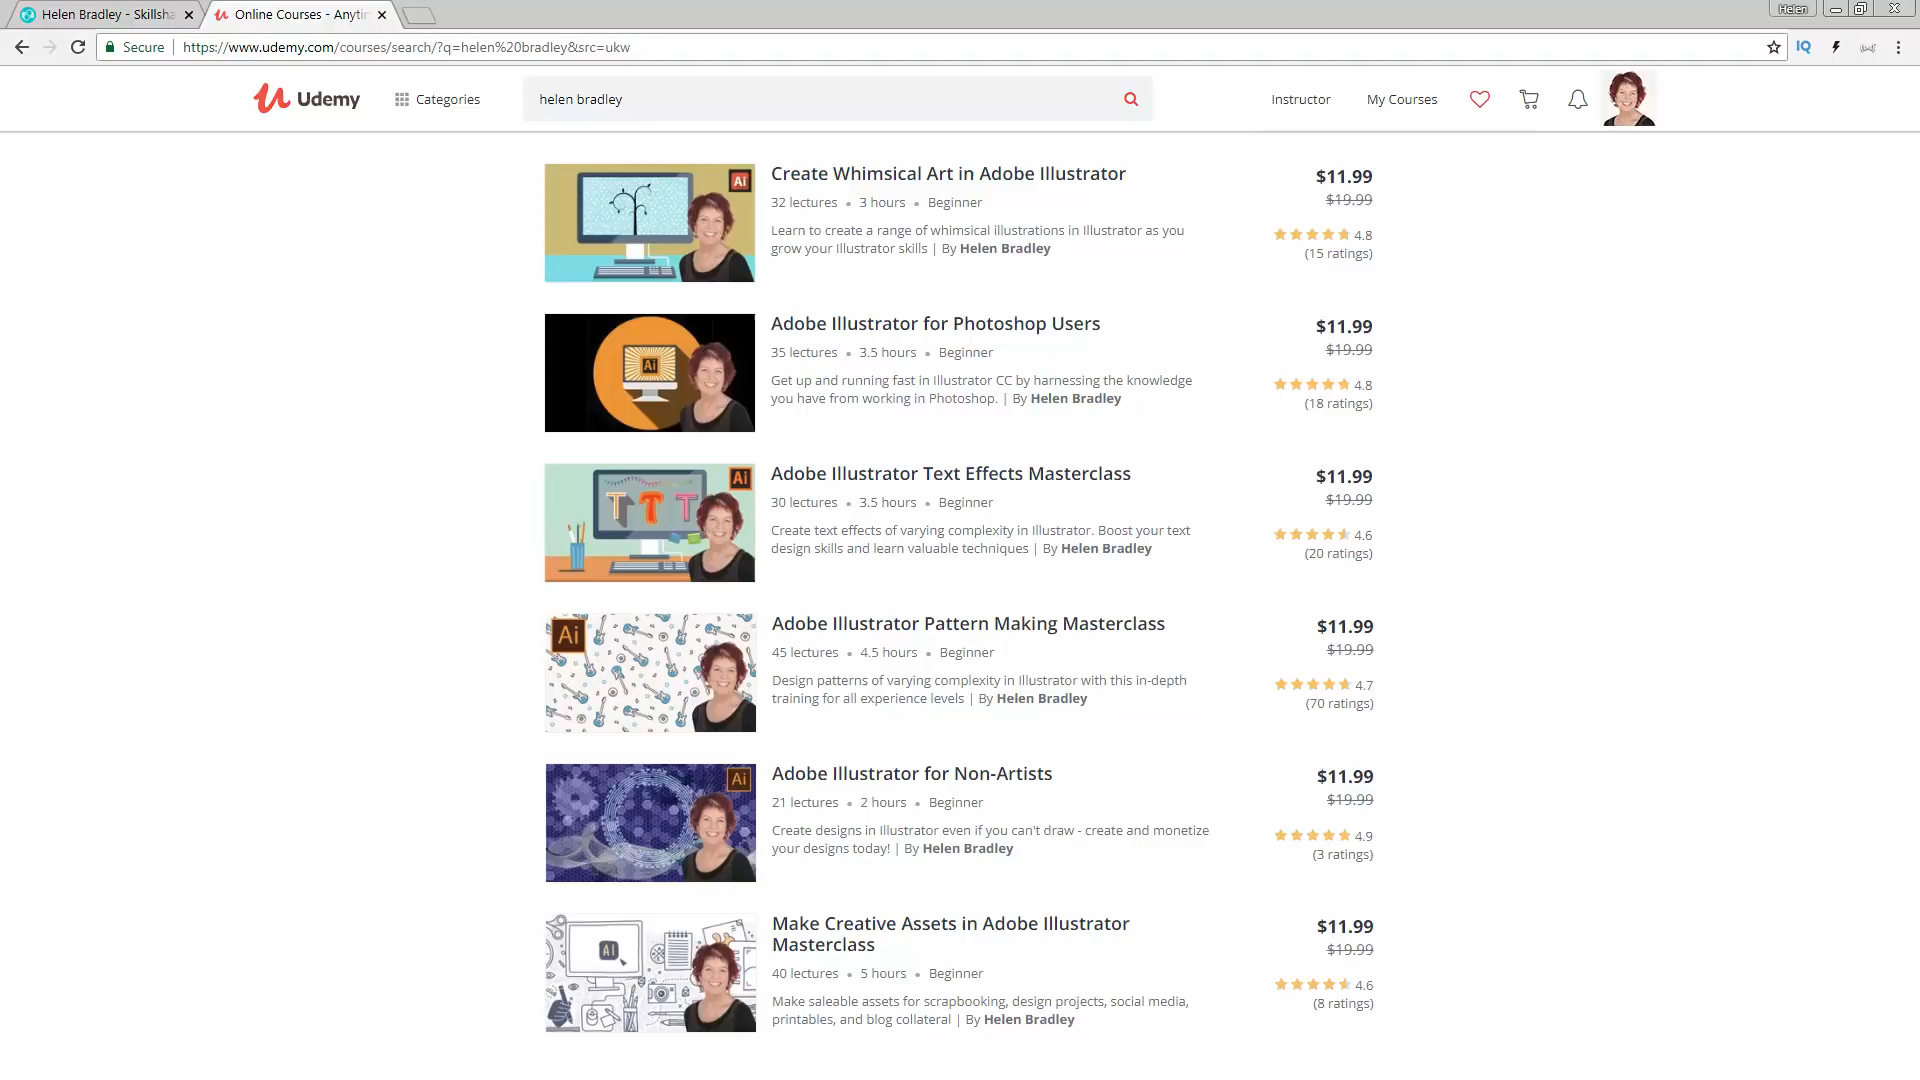 Helen Bradley - Skillsha
Online Courses - Anytin
Helen
Secure
https://www.udemy.com/courses/search/?q=helen%20bradley&src=ukw
IQ
Udemy
Categories
helen bradley
Instructor
My Courses
Ai
Create Whimsical Art in Adobe Illustrator
32 lectures • 3 hours • Beginner
Learn to create a range of whimsical illustrations in Illustrator as you
grow your Illustrator skills | By Helen Bradley
$11.99
$19.99
4.8
(15 ratings)
Ai
Adobe Illustrator for Photoshop Users
35 lectures • 3.5 hours • Beginner
Get up and running fast in Illustrator CC by harnessing the knowledge
you have from working in Photoshop. | By Helen Bradley
$11.99
$19.99
4.8
(18 ratings)
Ai
T T T
Adobe Illustrator Text Effects Masterclass
30 lectures • 3.5 hours • Beginner
Create text effects of varying complexity in Illustrator. Boost your text
design skills and learn valuable techniques | By Helen Bradley
$11.99
$19.99
4.6
(20 ratings)
Ai
Adobe Illustrator Pattern Making Masterclass
45 lectures • 4.5 hours • Beginner
Design patterns of varying complexity in Illustrator with this in-depth
training for all experience levels | By Helen Bradley
$11.99
$19.99
4.7
(70 ratings)
Ai
Adobe Illustrator for Non-Artists
21 lectures • 2 hours • Beginner
Create designs in Illustrator even if you can't draw - create and monetize
your designs today! | By Helen Bradley
$11.99
$19.99
4.9
(3 ratings)
AI
Make Creative Assets in Adobe Illustrator
Masterclass
40 lectures • 5 hours • Beginner
Make saleable assets for scrapbooking, design projects, social media,
printables, and blog collateral | By Helen Bradley
$11.99
$19.99
4.6
(8 ratings)